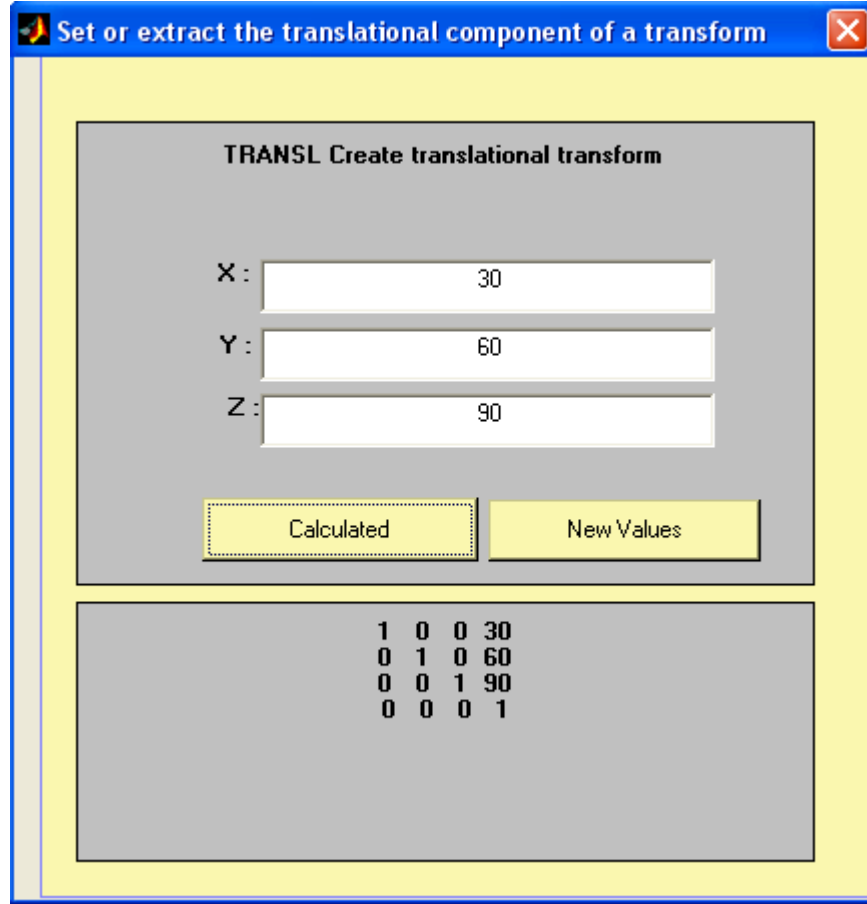 Set or extract the translational component of a transform
TRANSL Create translational transform
X : 30
Y : 60
Z : 90
Calculated New Values
1 0 0 30
0 1 0 60
0 0 1 90
0 0 0 1